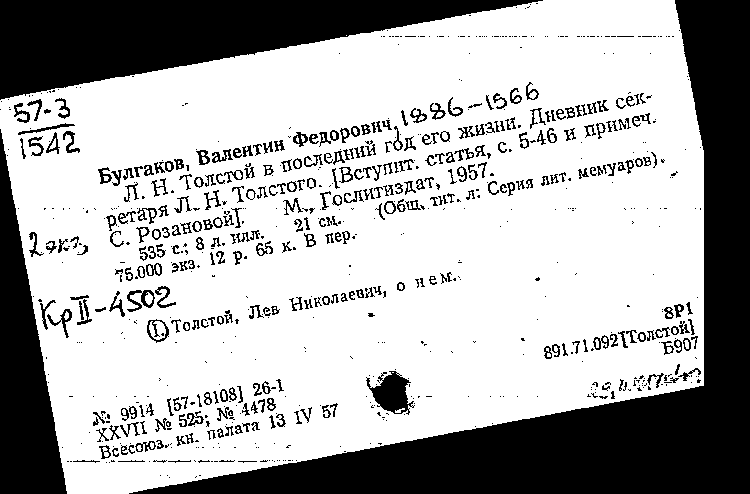 57-3
1542
Булгаков, Валентин Федорович, 1886-1966
Л. Н. Толстой в последний год его жизни. Дневник сек-
ретаря Л. Н. Толстого. [Вступит. статья, с. 5-46 и примеч.
С. Розановой]. М., Гослитиздат, 1957.
535 с.; 8 л. илл. 21 см. (Общ. тит. л: Серия лит. мемуаров).
75.000 экз. 12 р. 65 к. В пер.
2 экз
Кр II-4502
1. Толстой, Лев Николаевич, о нем.
8Р1
891.71.092[Толстой]
Б907
№ 9914 [57-18108] 26-1
XXVII № 525; № 4478
Всесоюз. кн. палата 13 IV 57